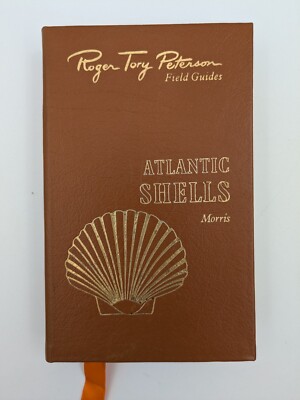 Roger Tory Peterson
Field Guides
ATLANTIC
SHELLS
Morris